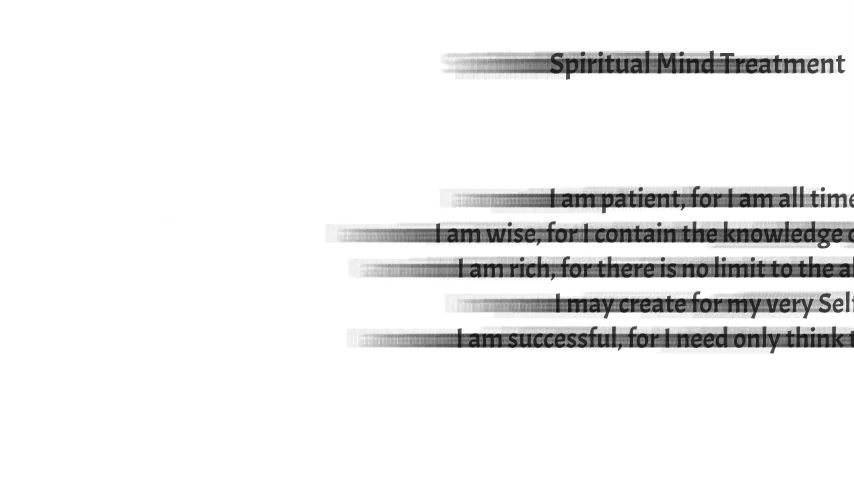 Spiritual Mind Treatment
I am patient, for I am all time
I am wise, for I contain the knowledge
I am rich, for there is no limit to the
I may create for my very Self
I am successful, for I need only think